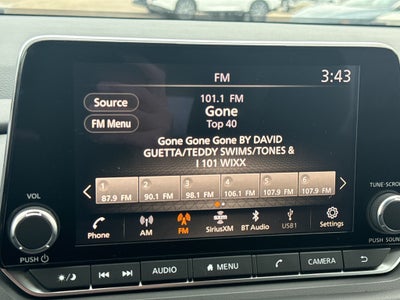 FM
3:43
Source
101.1 FM
Gone
FM Menu
Top 40
Gone Gone Gone BY DAVID
GUETTA/TEDDY SWIMS/TONES &
I 101 WIXX
1 2 3 4 5 6
87.9 FM 90.1 FM 98.1 FM 106.1 FM 107.9 FM 107.9 FM
VOL
TUNE-SCROLL
Phone AM FM SiriusXM BT Audio USB1 Settings
PUSH
PUSH SOUND
AUDIO MENU CAMERA